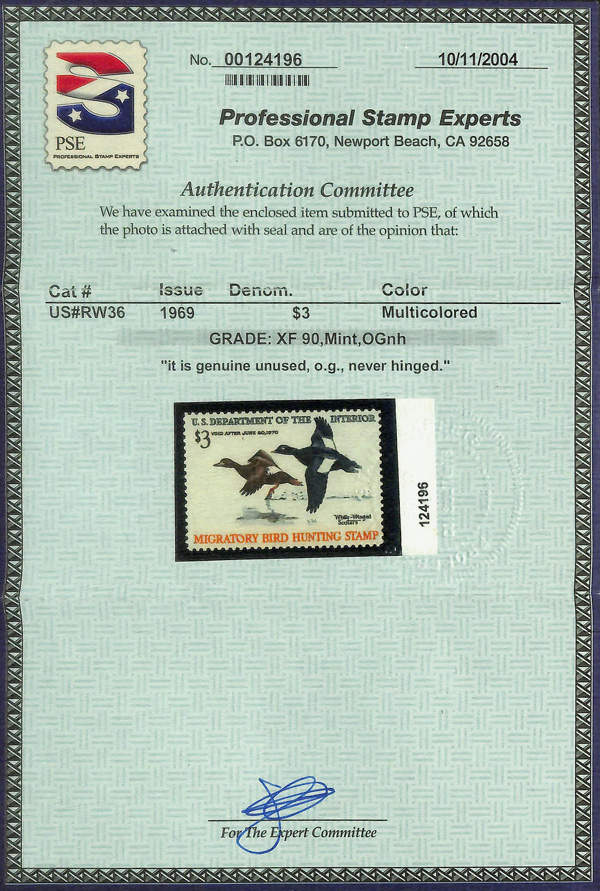 PSE
PROFESSIONAL STAMP EXPERTS
No. 00124196
10/11/2004
Professional Stamp Experts
P.O. Box 6170, Newport Beach, CA 92658
Authentication Committee
We have examined the enclosed item submitted to PSE, of which
the photo is attached with seal and are of the opinion that:
Cat # Issue Denom. Color
US#RW36 1969 $3 Multicolored
GRADE: XF 90,Mint,OGnh
"it is genuine unused, o.g., never hinged."
U.S. DEPARTMENT OF THE INTERIOR
$3 VOID AFTER JUNE 30, 1970
White-Winged
Scoters
MIGRATORY BIRD HUNTING STAMP
124196
For The Expert Committee